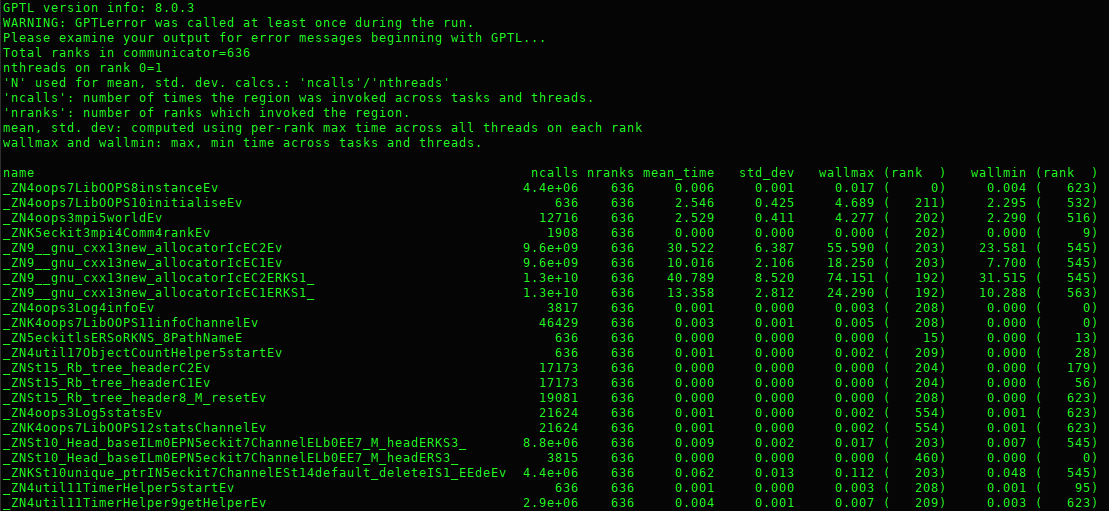 GPTL version info: 8.0.3
WARNING: GPTLerror was called at least once during the run.
Please examine your output for error messages beginning with GPTL...
Total ranks in communicator=636
nthreads on rank 0=1
'N' used for mean, std. dev. calcs.: 'ncalls'/'nthreads'
'ncalls': number of times the region was invoked across tasks and threads.
'nranks': number of ranks which invoked the region.
mean, std. dev: computed using per-rank max time across all threads on each rank
wallmax and wallmin: max, min time across tasks and threads.

name ncalls nranks mean_time std_dev wallmax (rank ) wallmin (rank )
_ZN4oops7LibOOPS8instanceEv 4.4e+06 636 0.006 0.001 0.017 ( 0) 0.004 ( 623)
_ZN4oops7LibOOPS10initialiseEv 636 636 2.546 0.425 4.689 ( 211) 2.295 ( 532)
_ZN4oops3mpi5worldEv 12716 636 2.529 0.411 4.277 ( 202) 2.290 ( 516)
_ZNK5eckit3mpi4Comm4rankEv 1908 636 0.000 0.000 0.000 ( 202) 0.000 ( 9)
_ZN9__gnu_cxx13new_allocatorIcEC2Ev 9.6e+09 636 30.522 6.387 55.590 ( 203) 23.581 ( 545)
_ZN9__gnu_cxx13new_allocatorIcEC1Ev 9.6e+09 636 10.016 2.106 18.250 ( 203) 7.700 ( 545)
_ZN9__gnu_cxx13new_allocatorIcEC2ERKS1_ 1.3e+10 636 40.789 8.520 74.151 ( 192) 31.515 ( 545)
_ZN9__gnu_cxx13new_allocatorIcEC1ERKS1_ 1.3e+10 636 13.358 2.812 24.290 ( 192) 10.288 ( 563)
_ZN4oops3Log4infoEv 3817 636 0.001 0.000 0.003 ( 208) 0.000 ( 0)
_ZNK4oops7LibOOPS11infoChannelEv 46429 636 0.003 0.001 0.005 ( 208) 0.000 ( 0)
_ZN5eckitlsERSoRKNS_8PathNameE 636 636 0.000 0.000 0.000 ( 15) 0.000 ( 13)
_ZN4util17ObjectCountHelper5startEv 636 636 0.001 0.000 0.002 ( 209) 0.000 ( 28)
_ZNSt15_Rb_tree_headerC2Ev 17173 636 0.000 0.000 0.000 ( 204) 0.000 ( 179)
_ZNSt15_Rb_tree_headerC1Ev 17173 636 0.000 0.000 0.000 ( 204) 0.000 ( 56)
_ZNSt15_Rb_tree_header8_M_resetEv 19081 636 0.000 0.000 0.000 ( 208) 0.000 ( 623)
_ZN4oops3Log5statsEv 21624 636 0.001 0.000 0.002 ( 554) 0.001 ( 623)
_ZNK4oops7LibOOPS12statsChannelEv 21624 636 0.001 0.000 0.002 ( 554) 0.001 ( 623)
_ZNSt10_Head_baseILm0EPN5eckit7ChannelELb0EE7_M_headERKS3_ 8.8e+06 636 0.009 0.002 0.017 ( 203) 0.007 ( 545)
_ZNSt10_Head_baseILm0EPN5eckit7ChannelELb0EE7_M_headERS3_ 3815 636 0.000 0.000 0.000 ( 460) 0.000 ( 0)
_ZNKSt10unique_ptrIN5eckit7ChannelESt14default_deleteIS1_EEdeEv 4.4e+06 636 0.062 0.013 0.112 ( 203) 0.048 ( 545)
_ZN4util11TimerHelper5startEv 636 636 0.001 0.000 0.003 ( 208) 0.001 ( 95)
_ZN4util11TimerHelper9getHelperEv 2.9e+06 636 0.004 0.001 0.007 ( 209) 0.003 ( 623)